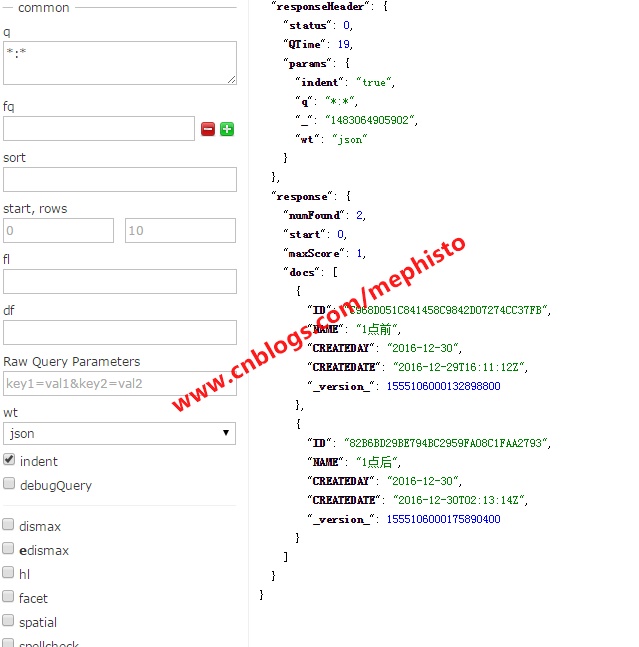 common
q
*:*
fq
sort
start, rows
0
10
fl
df
Raw Query Parameters
key1=val1&key2=val2
wt
json
indent
debugQuery
dismax
edismax
hl
facet
spatial
spellcheck
"responseHeader": {
"status": 0,
"QTime": 19,
"params": {
"indent": "true",
"q": "*:*",
"_": "1483064905902",
"wt": "json"
}
},
"response": {
"numFound": 2,
"start": 0,
"maxScore": 1,
"docs": [
{
"ID": "C968D051C841458C9842D07274CC37FB",
"NAME": "1点前",
"CREATEDAY": "2016-12-30",
"CREATEDATE": "2016-12-29T16:11:12Z",
"_version_": 1555106000132898800
},
{
"ID": "82B6BD29BE794BC2959FA08C1FAA2793",
"NAME": "1点后",
"CREATEDAY": "2016-12-30",
"CREATEDATE": "2016-12-30T02:13:14Z",
"_version_": 1555106000175890400
}
]
}
}
www.cnblogs.com/mephisto